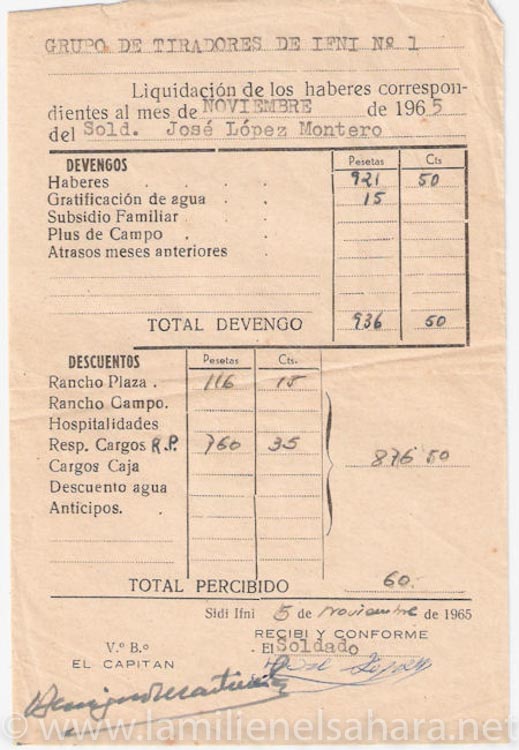 GRUPO DE TIRADORES DE IFNI Nº 1
Liquidación de los haberes correspon-
dientes al mes de NOVIEMBRE de 1965
del Sold. José López Montero
DEVENGOS Pesetas Cts
Haberes . . . . 921 50
Gratificación de agua . . 15
Subsidio Familiar . .
Plus de Campo . . .
Atrasos meses anteriores .
TOTAL DEVENGO 936 50
DESCUENTOS Pesetas Cts.
Rancho Plaza . 116 15
Rancho Campo.
Hospitalidades
Resp. Cargos R.P. 760 35 876 50
Cargos Caja
Descuento agua
Anticipos. .
TOTAL PERCIBIDO 60.
Sidi Ifni 5 de noviembre de 1965
RECIBI Y CONFORME
V.º B.º El Soldado
EL CAPITAN José López
© www.lamilienelsahara.net